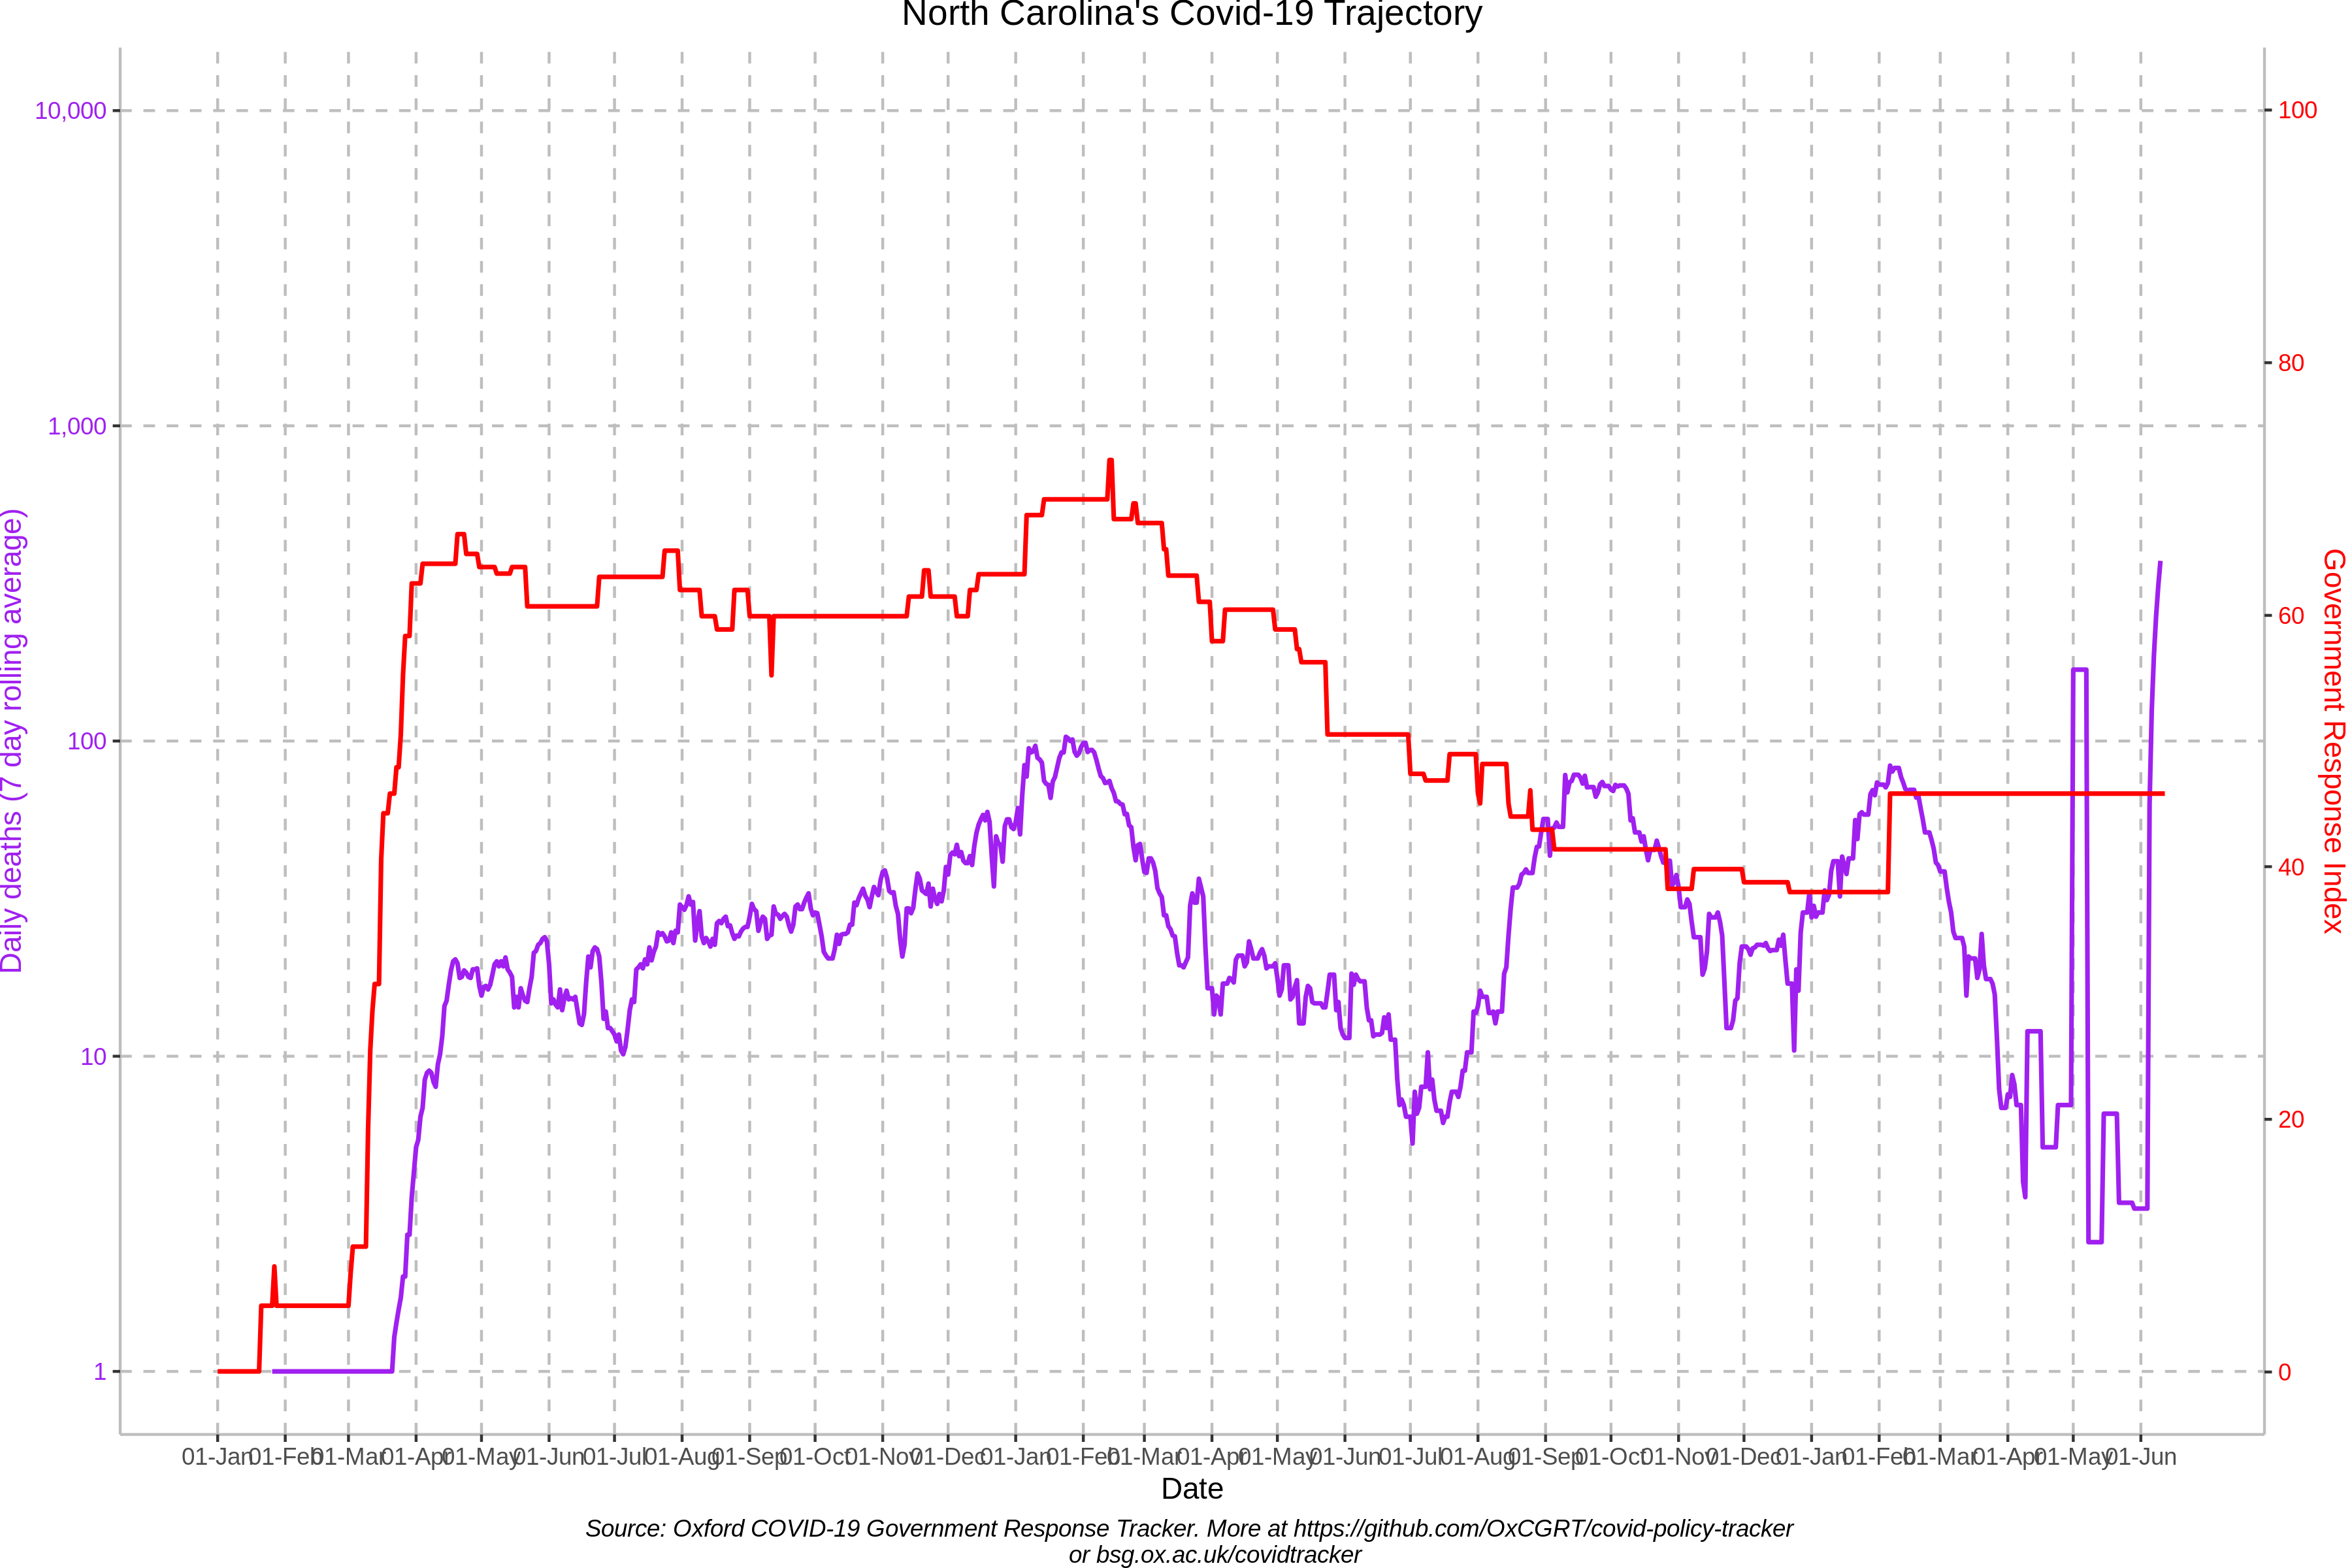 North Carolina's Covid-19 Trajectory
10,000
1,000
100
10
1
Daily deaths (7 day rolling average)
100
80
60
40
20
0
Government Response Index
01-Jan 01-Feb 01-Mar 01-Apr 01-May 01-Jun 01-Jul 01-Aug 01-Sep 01-Oct 01-Nov 01-Dec 01-Jan 01-Feb 01-Mar 01-Apr 01-May 01-Jun 01-Jul 01-Aug 01-Sep 01-Oct 01-Nov 01-Dec 01-Jan 01-Feb 01-Mar 01-Apr 01-May 01-Jun
Date
Source: Oxford COVID-19 Government Response Tracker. More at https://github.com/OxCGRT/covid-policy-tracker
or bsg.ox.ac.uk/covidtracker